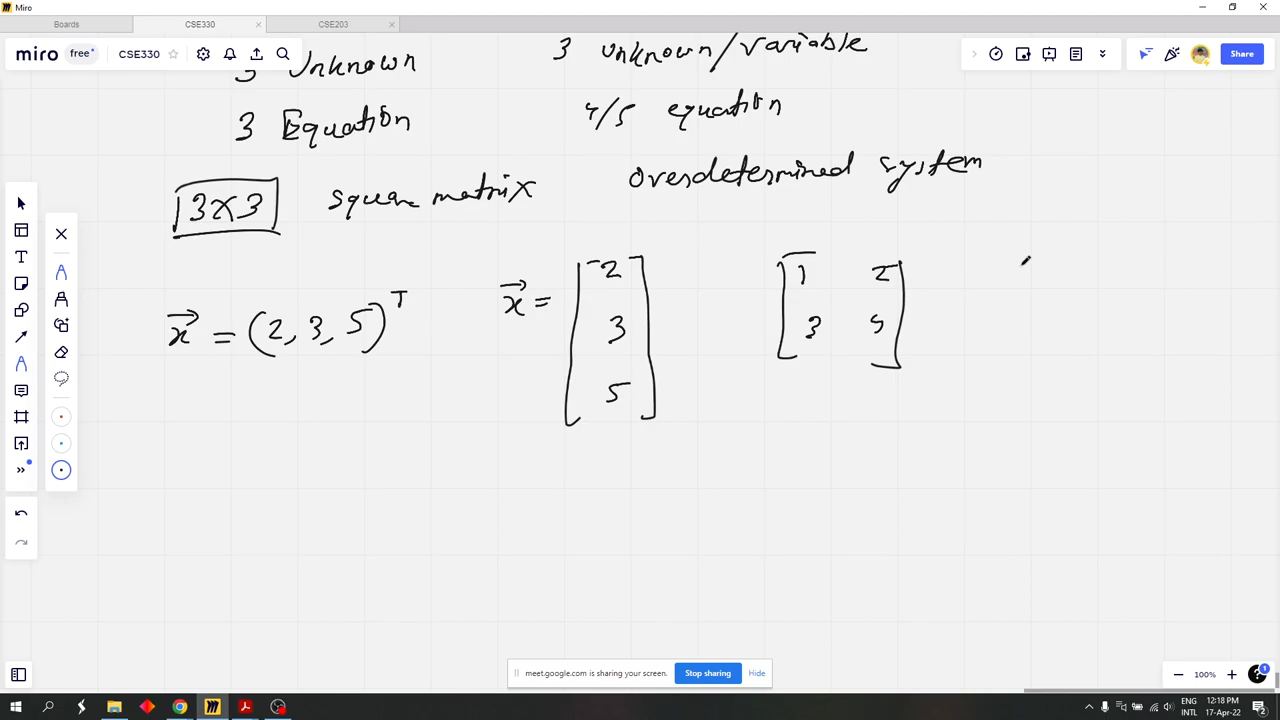 Miro
Boards
CSE330
CSE203
miro
free
CSE330
Share
3 Unknown
3 Equation
3x3
square matrix
3 unknown/variable
4/5 equation
overdetermined system
x = (2, 3, 5)^T
x =
2
3
5
1 2
3
meet.google.com is sharing your screen.
Stop sharing
Hide
100%
ENG
INTL
12:18 PM
17-Apr-22